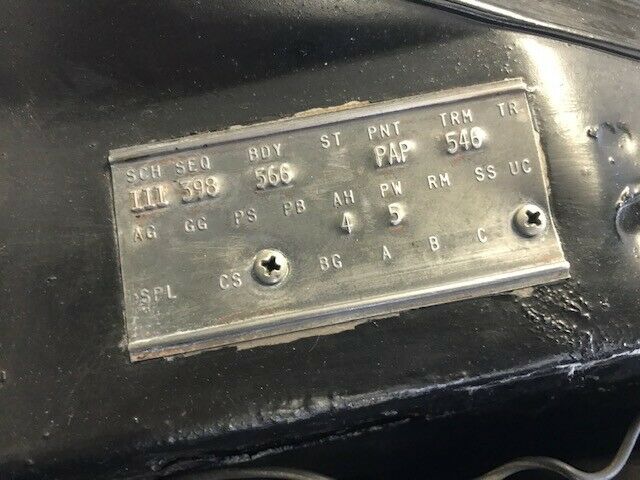 SCH SEQ BDY ST PNT TRM TR
111 398 566 PAP 546
AG GG PS PB AH PW RM SS UC
4 5
SPL CS BG A B C